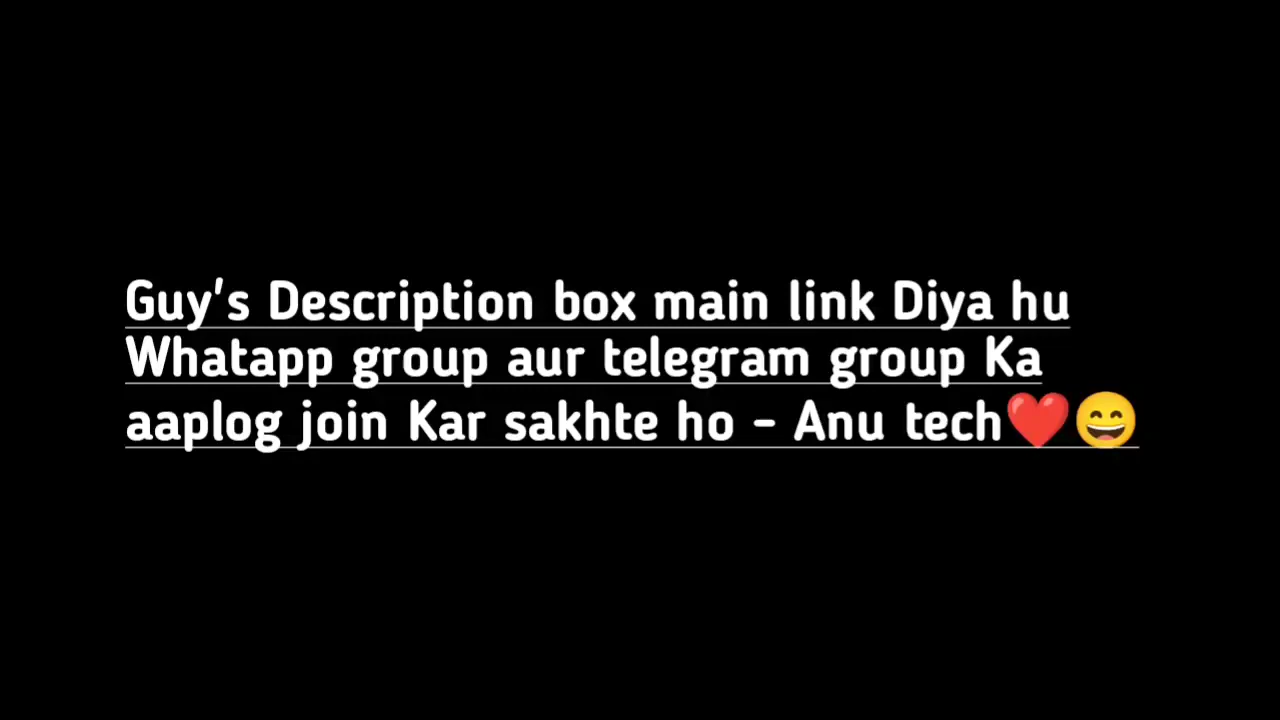 Guy's Description box main link Diya hu
Whatapp group aur telegram group Ka
aaplog join Kar sakhte ho - Anu tech❤️😄